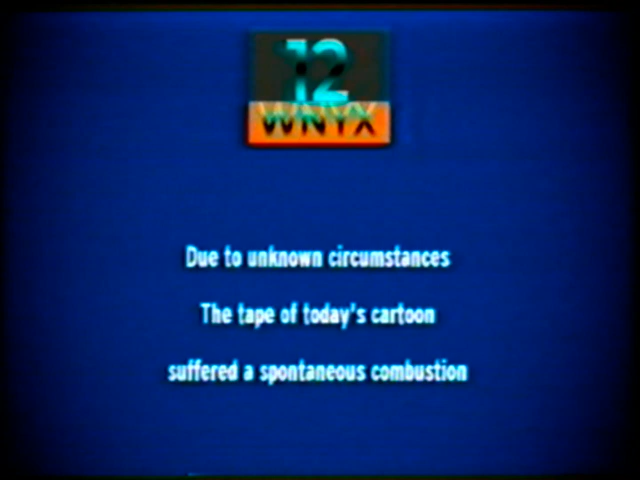 12
WNYX
Due to unknown circumstances
The tape of today's cartoon
suffered a spontaneous combustion